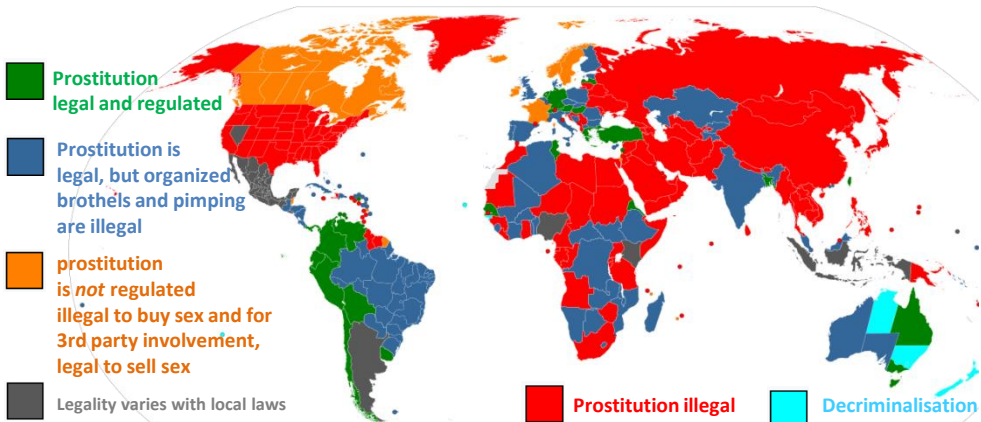 Prostitution
legal and regulated
Prostitution is
legal, but organized
brothels and pimping
are illegal
prostitution
is not regulated
illegal to buy sex and for
3rd party involvement,
legal to sell sex
Legality varies with local laws
Prostitution illegal
Decriminalisation